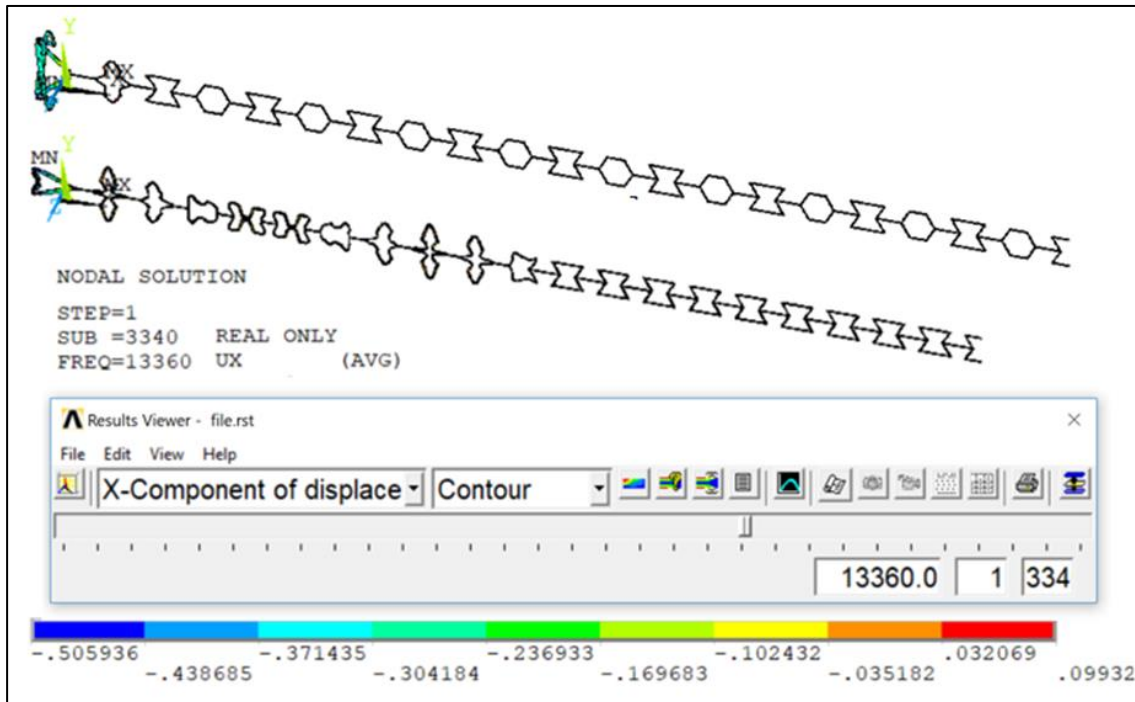 Y
MX
Y
MN
MX
Z
NODAL SOLUTION
STEP=1
SUB =3340 REAL ONLY
FREQ=13360 UX (AVG)
Results Viewer - file.rst
File Edit View Help
X-Component of displace Contour
13360.0 1 334
-.505936 -.371435 -.236933 -.102432 .032069
-.438685 -.304184 -.169683 -.035182 .09932